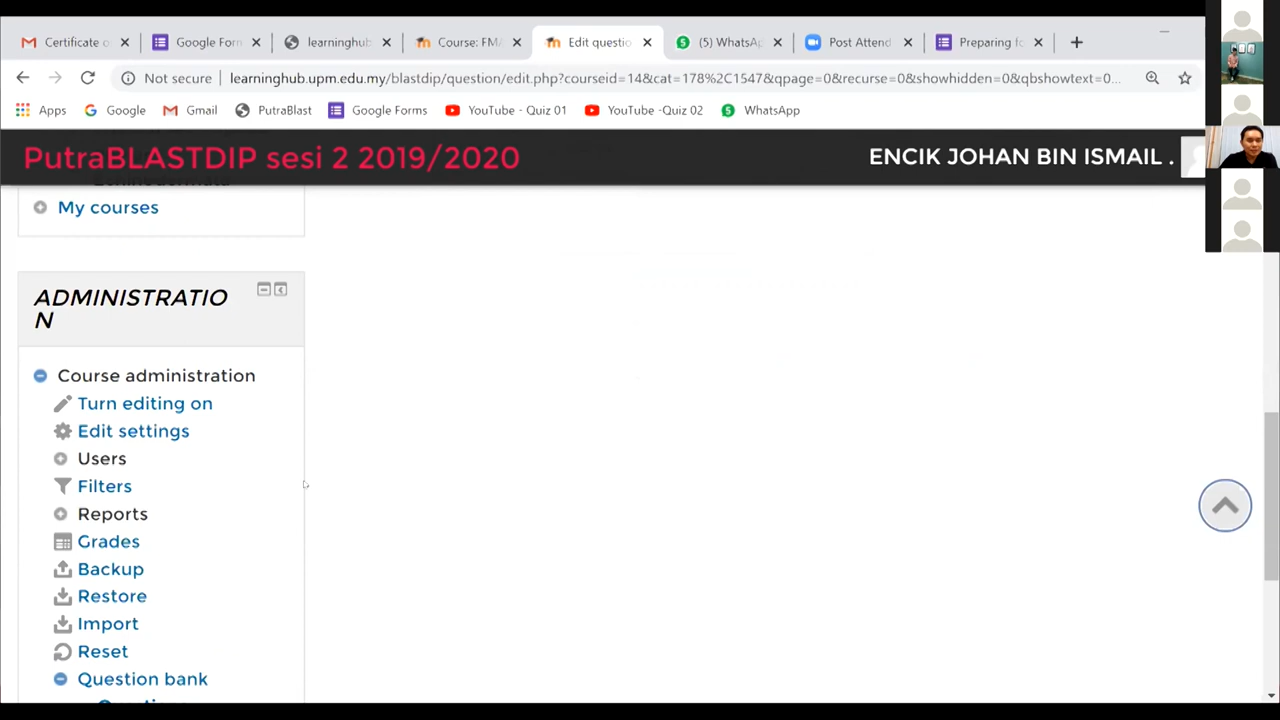 Certificate o
Google For
learninghub
Course: FMA
Edit questio
(5) WhatsAp
Post Attend
Preparing fo
Not secure
learninghub.upm.edu.my/blastdip/question/edit.php?courseid=14&cat=178%2C1547&qpage=0&recurse=0&showhidden=0&qbshowtext=0...
Apps
Google
Gmail
PutraBlast
Google Forms
YouTube - Quiz 01
YouTube -Quiz 02
WhatsApp
PutraBLASTDIP sesi 2 2019/2020
ENCIK JOHAN BIN ISMAIL .
My courses
ADMINISTRATIO
N
Course administration
Turn editing on
Edit settings
Users
Filters
Reports
Grades
Backup
Restore
Import
Reset
Question bank